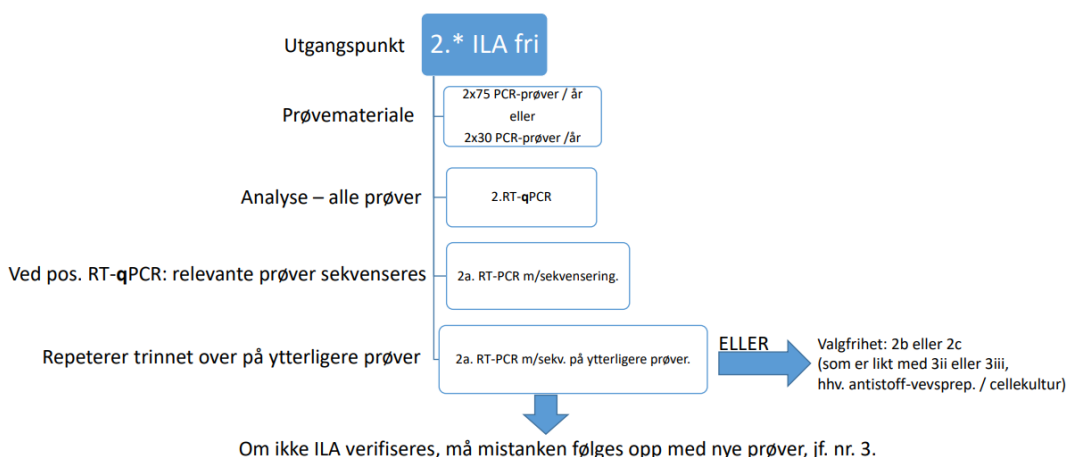 Utgangspunkt
2.* ILA fri
Prøvemateriale
2x75 PCR-prøver / år
eller
2x30 PCR-prøver /år
Analyse – alle prøver
2.RT-qPCR
Ved pos. RT-qPCR: relevante prøver sekvenseres
2a. RT-PCR m/sekvensering.
Repeterer trinnet over på ytterligere prøver
2a. RT-PCR m/sekv. på ytterligere prøver.
ELLER
Valgfrihet: 2b eller 2c
(som er likt med 3ii eller 3iii,
hhv. antistoff-vevsprep. / cellekultur)
Om ikke ILA verifiseres, må mistanken følges opp med nye prøver, jf. nr. 3.